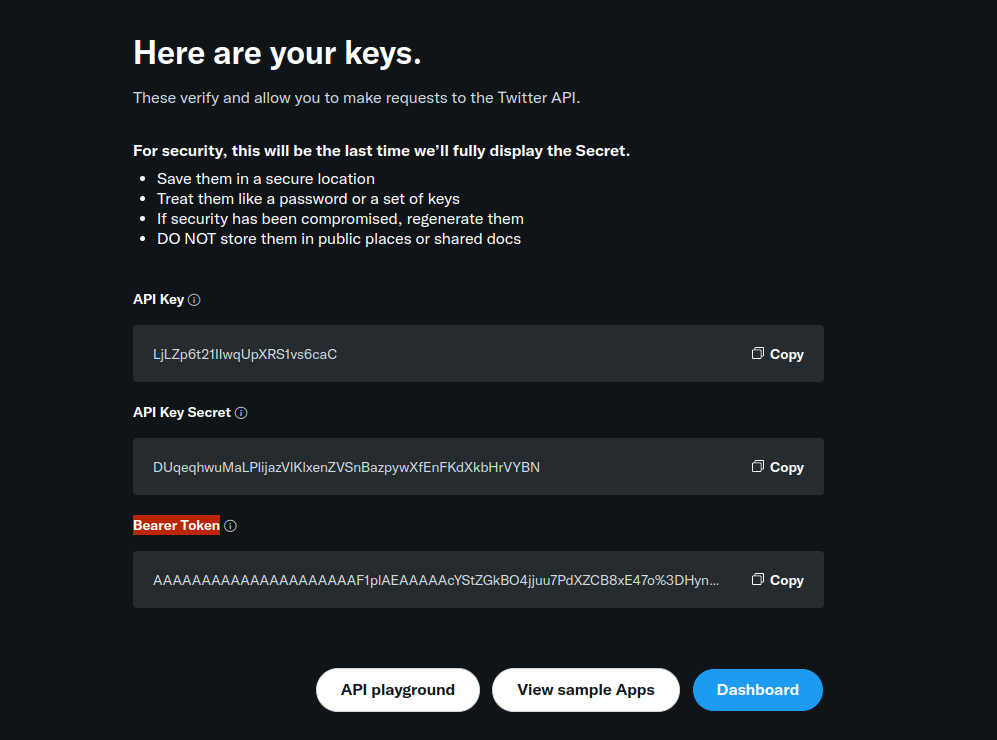 Here are your keys.
These verify and allow you to make requests to the Twitter API.
For security, this will be the last time we’ll fully display the Secret.
• Save them in a secure location
• Treat them like a password or a set of keys
• If security has been compromised, regenerate them
• DO NOT store them in public places or shared docs
API Key
Copy
API Key Secret
Copy
Bearer Token
Copy
API playground View sample Apps Dashboard